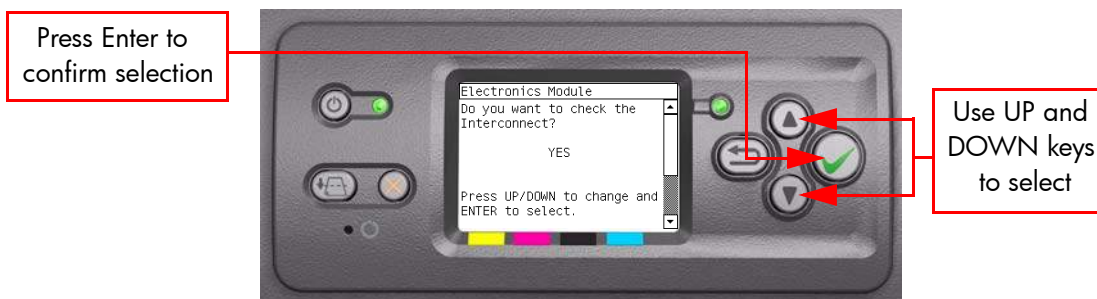 Press Enter to
confirm selection
Electronics Module
Do you want to check the
Interconnect?
YES
Press UP/DOWN to change and
ENTER to select.
Use UP and
DOWN keys
to select